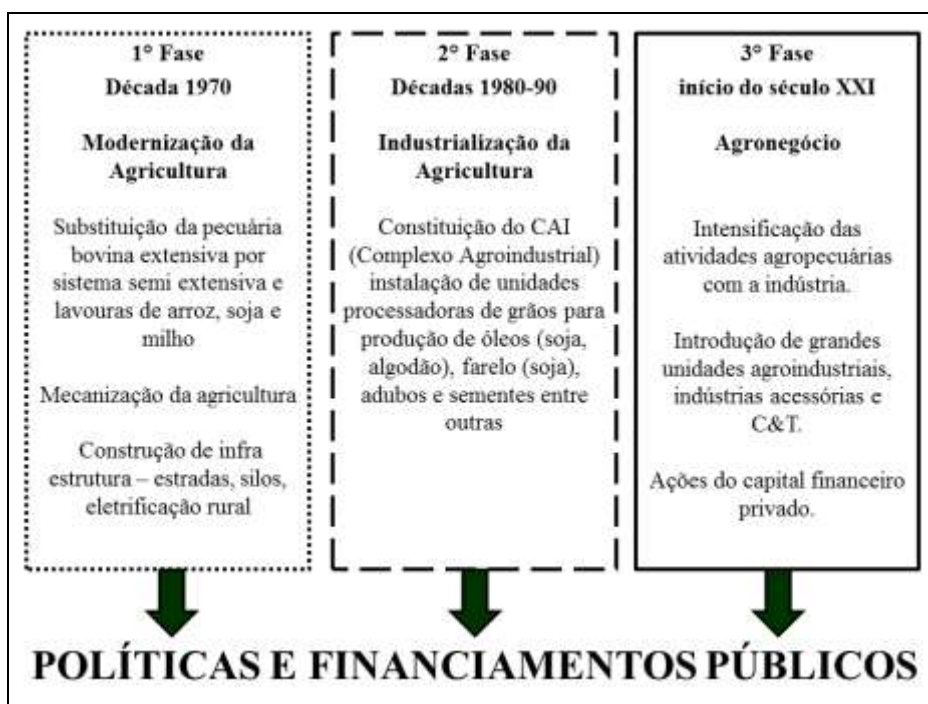 1° Fase
Década 1970
Modernização da
Agricultura
Substituição da pecuária
bovina extensiva por
sistema semi extensiva e
lavouras de arroz, soja e
milho
Mecanização da agricultura
Construção de infra
estrutura – estradas, silos,
eletrificação rural
2° Fase
Décadas 1980-90
Industrialização da
Agricultura
Constituição do CAI
(Complexo Agroindustrial)
instalação de unidades
processadoras de grãos para
produção de óleos (soja,
algodão), farelo (soja),
adubos e sementes entre
outras
3° Fase
início do século XXI
Agronegócio
Intensificação das
atividades agropecuárias
com a indústria.
Introdução de grandes
unidades agroindustriais,
indústrias acessórias e
C&T.
Ações do capital financeiro
privado.
POLÍTICAS E FINANCIAMENTOS PÚBLICOS